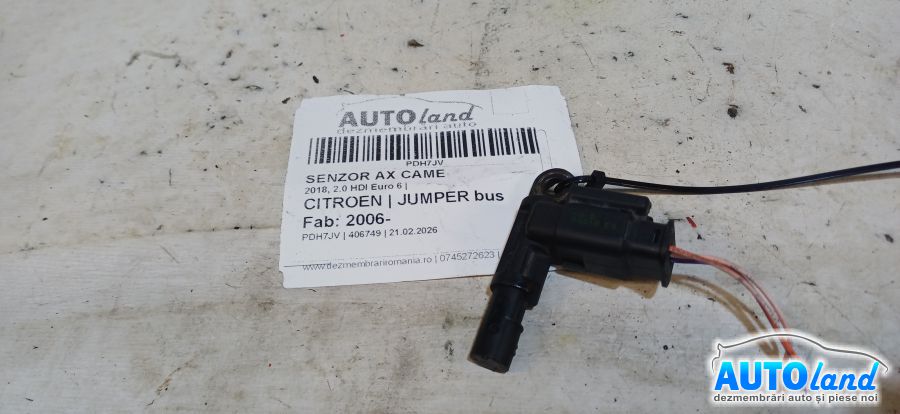 AUTOland
dezmembrari auto
PDH7JV
SENZOR AX CAME
2018, 2.0 HDI Euro 6 |
CITROEN | JUMPER bus
Fab: 2006-
PDH7JV | 406749 | 21.02.2026
www.dezmembrariromania.ro | 0745272623 |
AUTOland
dezmembrări auto și piese noi